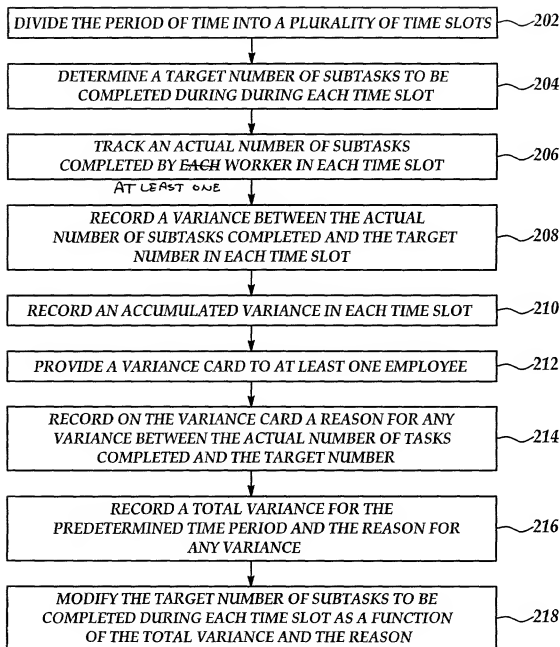 DIVIDE THE PERIOD OF TIME INTO A PLURALITY OF TIME SLOTS
202
DETERMINE A TARGET NUMBER OF SUBTASKS TO BE
COMPLETED DURING DURING EACH TIME SLOT
204
TRACK AN ACTUAL NUMBER OF SUBTASKS
COMPLETED BY EACH WORKER IN EACH TIME SLOT
206
AT LEAST ONE
RECORD A VARIANCE BETWEEN THE ACTUAL
NUMBER OF SUBTASKS COMPLETED AND THE TARGET
NUMBER IN EACH TIME SLOT
208
RECORD AN ACCUMULATED VARIANCE IN EACH TIME SLOT
210
PROVIDE A VARIANCE CARD TO AT LEAST ONE EMPLOYEE
212
RECORD ON THE VARIANCE CARD A REASON FOR ANY
VARIANCE BETWEEN THE ACTUAL NUMBER OF TASKS
COMPLETED AND THE TARGET NUMBER
214
RECORD A TOTAL VARIANCE FOR THE
PREDETERMINED TIME PERIOD AND THE REASON FOR
ANY VARIANCE
216
MODIFY THE TARGET NUMBER OF SUBTASKS TO BE
COMPLETED DURING EACH TIME SLOT AS A FUNCTION
OF THE TOTAL VARIANCE AND THE REASON
218